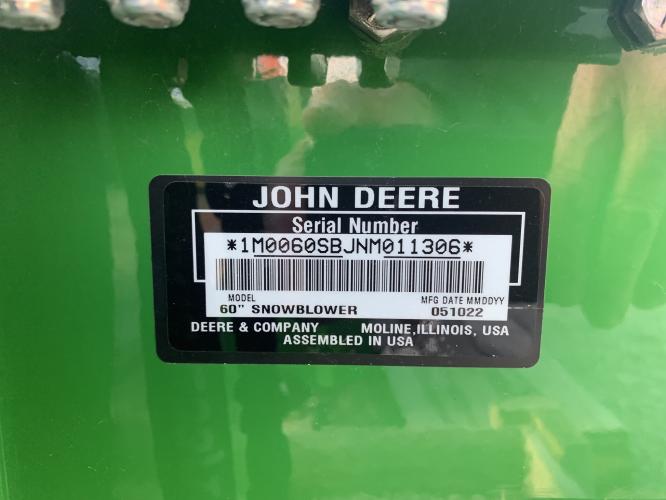 JOHN DEERE
Serial Number
*1M0060SBJNM011306*
MODEL MFG DATE MMDDYY
60" SNOWBLOWER 051022
DEERE & COMPANY MOLINE, ILLINOIS, USA
ASSEMBLED IN USA